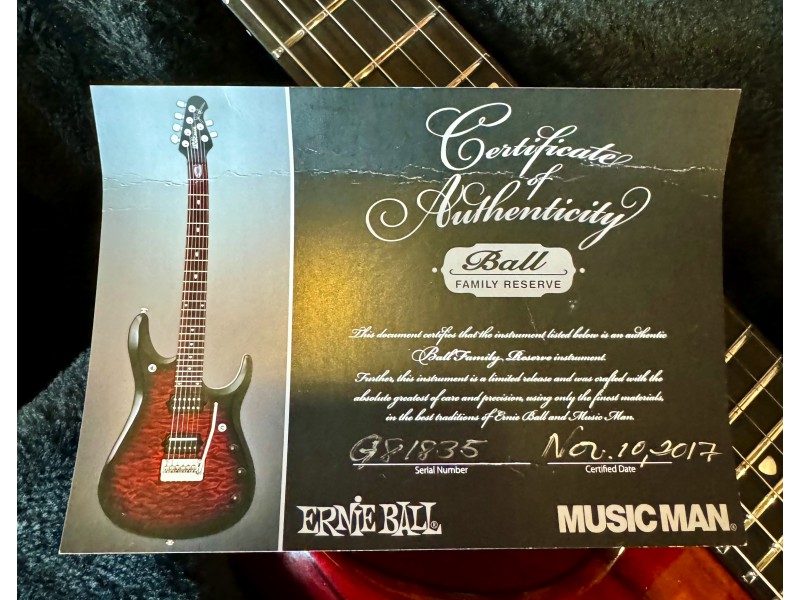 Certificate
of
Authenticity
Ball
FAMILY RESERVE
This document certifies that the instrument listed below is an authentic
Ball Family Reserve instrument.
Further, this instrument is a limited release and was crafted with the
absolute greatest of care and precision, using only the finest materials,
in the best traditions of Ernie Ball and Music Man.
G81835 Nov. 10, 2017
Serial Number Certified Date
ERNIE BALL® MUSIC MAN®